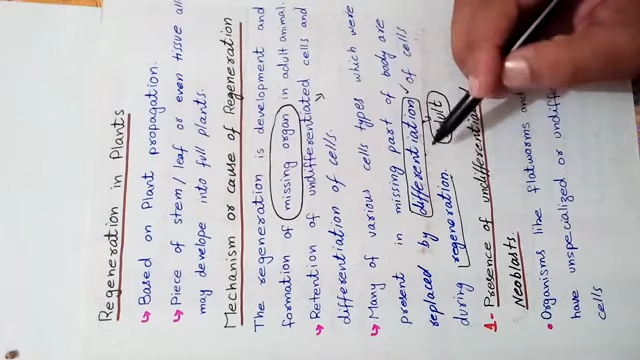 Regeneration in Plants
↳ Based on Plant propagation.
↳ Piece of stem/leaf or even tissue
may develope into full plants.
Mechanism or cause of Regeneration
The regeneration is development and
formation of missing organ in adult animal.
↳ Retention of undifferentiated cells and
differentiation of cells.
↳ Many of various cells types which were
present in missing part of body are
replaced by differentiation of cells
during regeneration.
1- Presence of
Neoblasts.
• Organisms like flatworms
have unspecialized or
cells